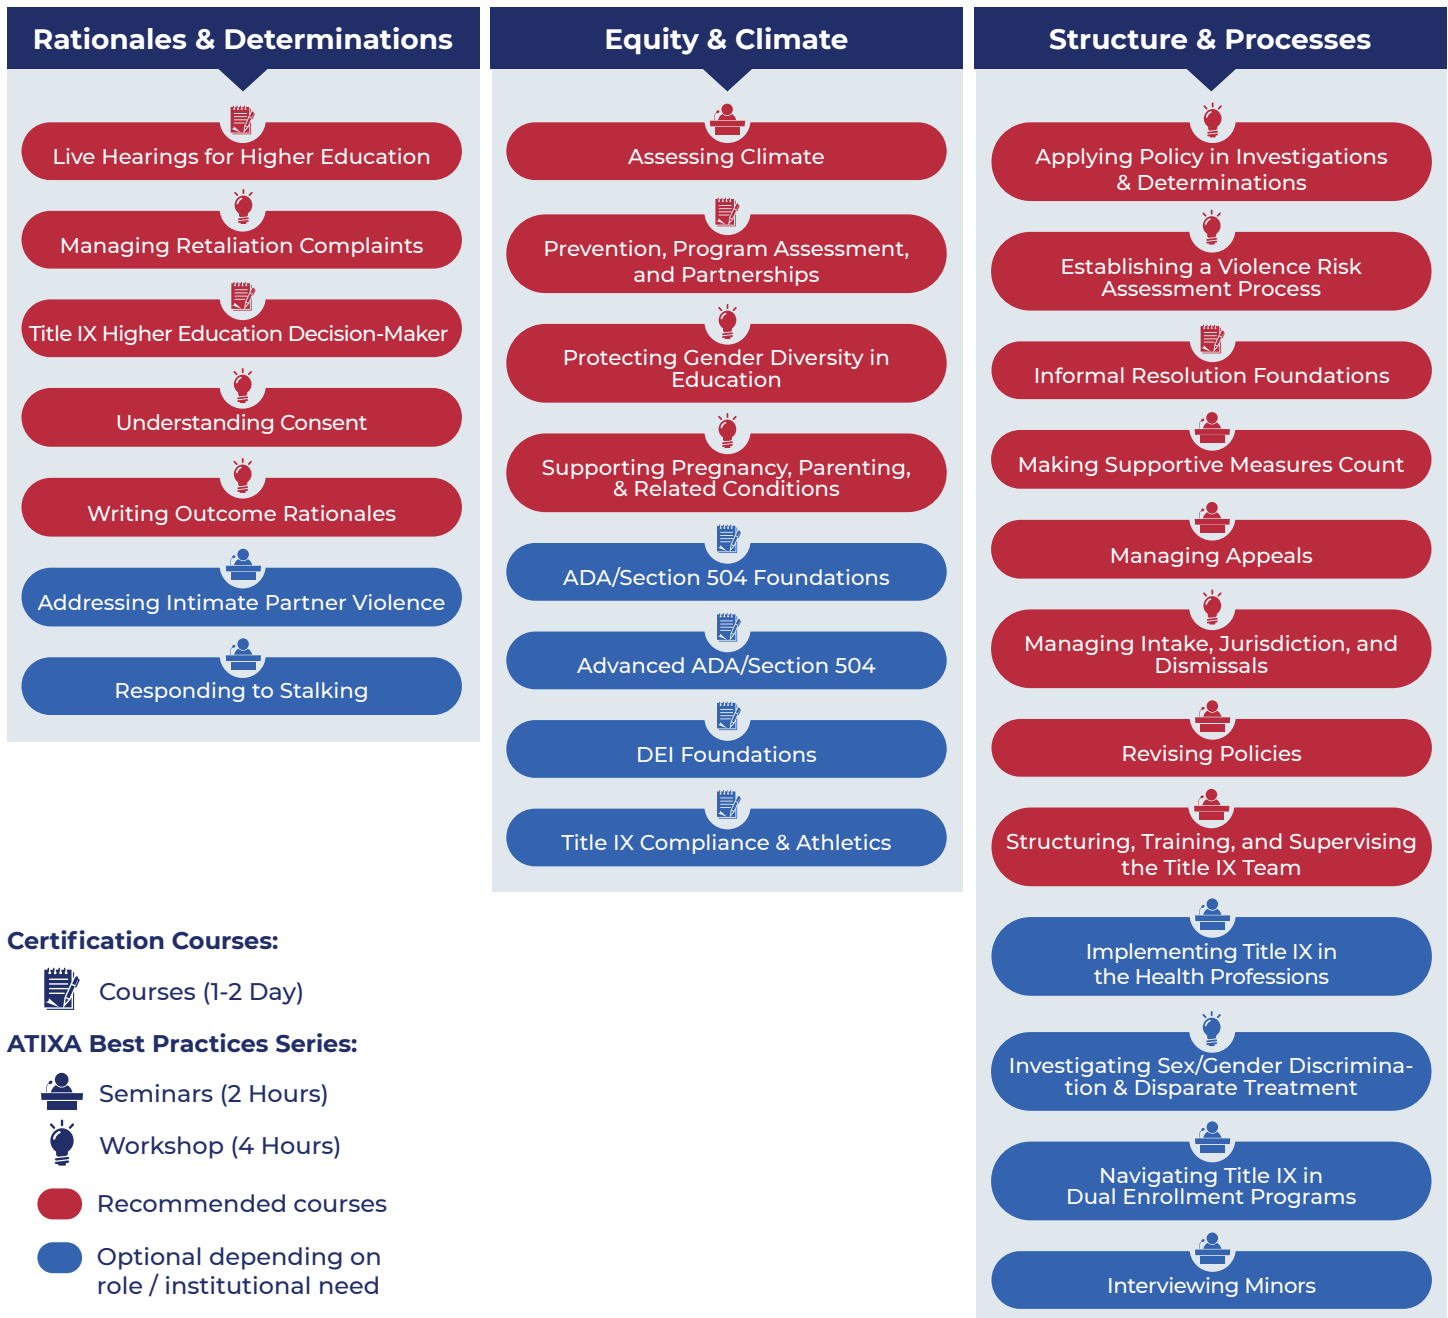 Rationales & Determinations
Live Hearings for Higher Education
Managing Retaliation Complaints
Title IX Higher Education Decision-Maker
Understanding Consent
Writing Outcome Rationales
Addressing Intimate Partner Violence
Responding to Stalking
Equity & Climate
Assessing Climate
Prevention, Program Assessment,
and Partnerships
Protecting Gender Diversity in
Education
Supporting Pregnancy, Parenting,
& Related Conditions
ADA/Section 504 Foundations
Advanced ADA/Section 504
DEI Foundations
Title IX Compliance & Athletics
Structure & Processes
Applying Policy in Investigations
& Determinations
Establishing a Violence Risk
Assessment Process
Informal Resolution Foundations
Making Supportive Measures Count
Managing Appeals
Managing Intake, Jurisdiction, and
Dismissals
Revising Policies
Structuring, Training, and Supervising
the Title IX Team
Implementing Title IX in
the Health Professions
Investigating Sex/Gender Discrimina-
tion & Disparate Treatment
Navigating Title IX in
Dual Enrollment Programs
Interviewing Minors
Certification Courses:
Courses (1-2 Day)
ATIXA Best Practices Series:
Seminars (2 Hours)
Workshop (4 Hours)
Recommended courses
Optional depending on
role / institutional need